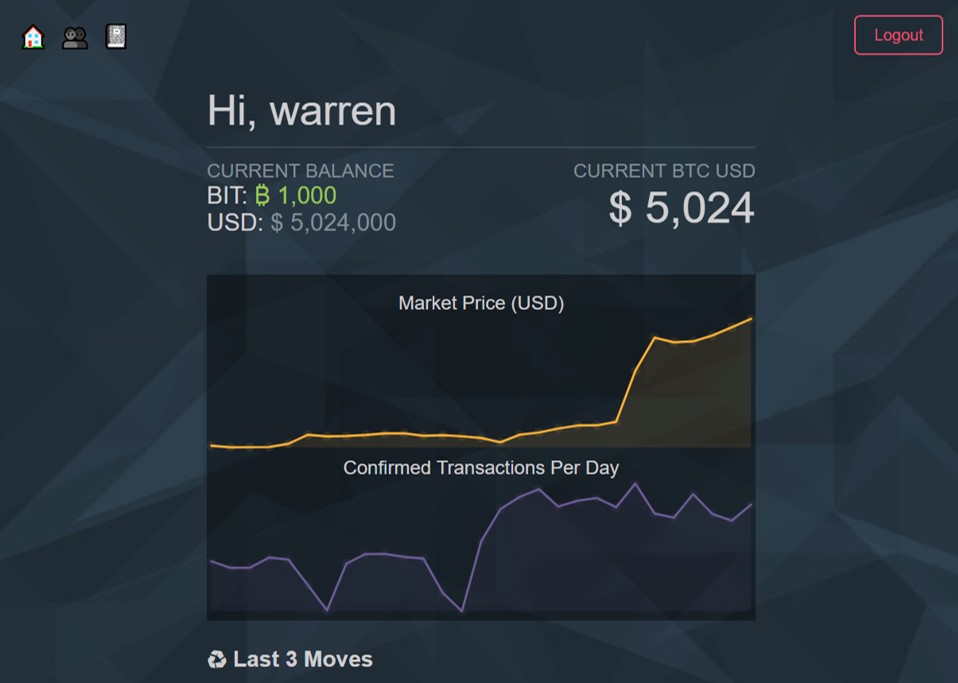 Logout
Hi, warren
CURRENT BALANCE
BIT: ₿ 1,000
USD: $ 5,024,000
CURRENT BTC USD
$ 5,024
Market Price (USD)
Confirmed Transactions Per Day
Last 3 Moves